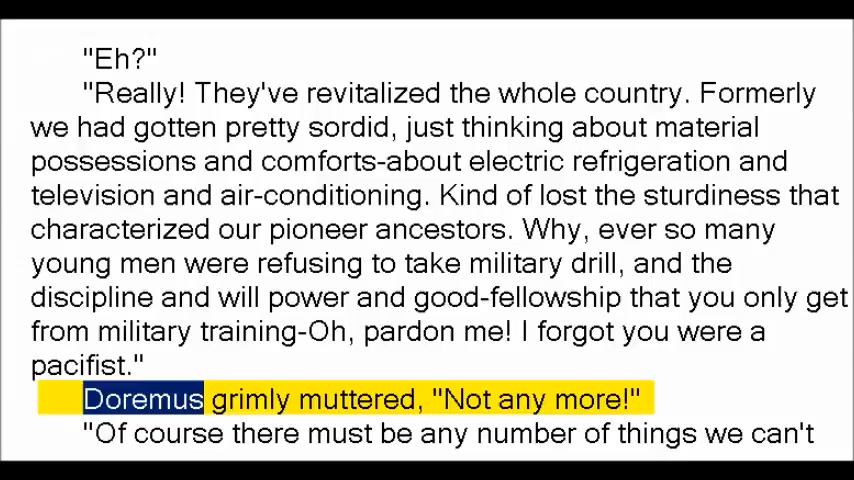 "Eh?"
"Really! They've revitalized the whole country. Formerly
we had gotten pretty sordid, just thinking about material
possessions and comforts-about electric refrigeration and
television and air-conditioning. Kind of lost the sturdiness that
characterized our pioneer ancestors. Why, ever so many
young men were refusing to take military drill, and the
discipline and will power and good-fellowship that you only get
from military training-Oh, pardon me! I forgot you were a
pacifist."
Doremus grimly muttered, "Not any more!"
"Of course there must be any number of things we can't